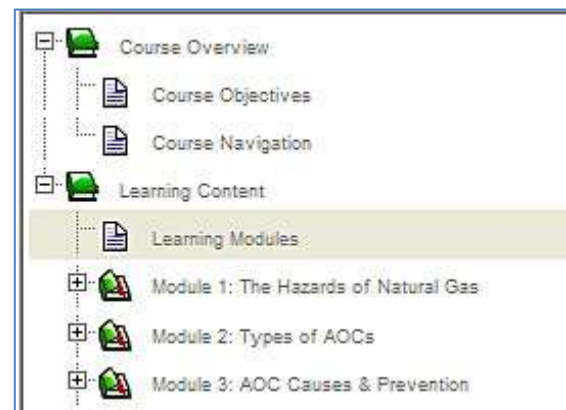 Course Overview
Course Objectives
Course Navigation
Learning Content
Learning Modules
Module 1: The Hazards of Natural Gas
Module 2: Types of AOCs
Module 3: AOC Causes & Prevention